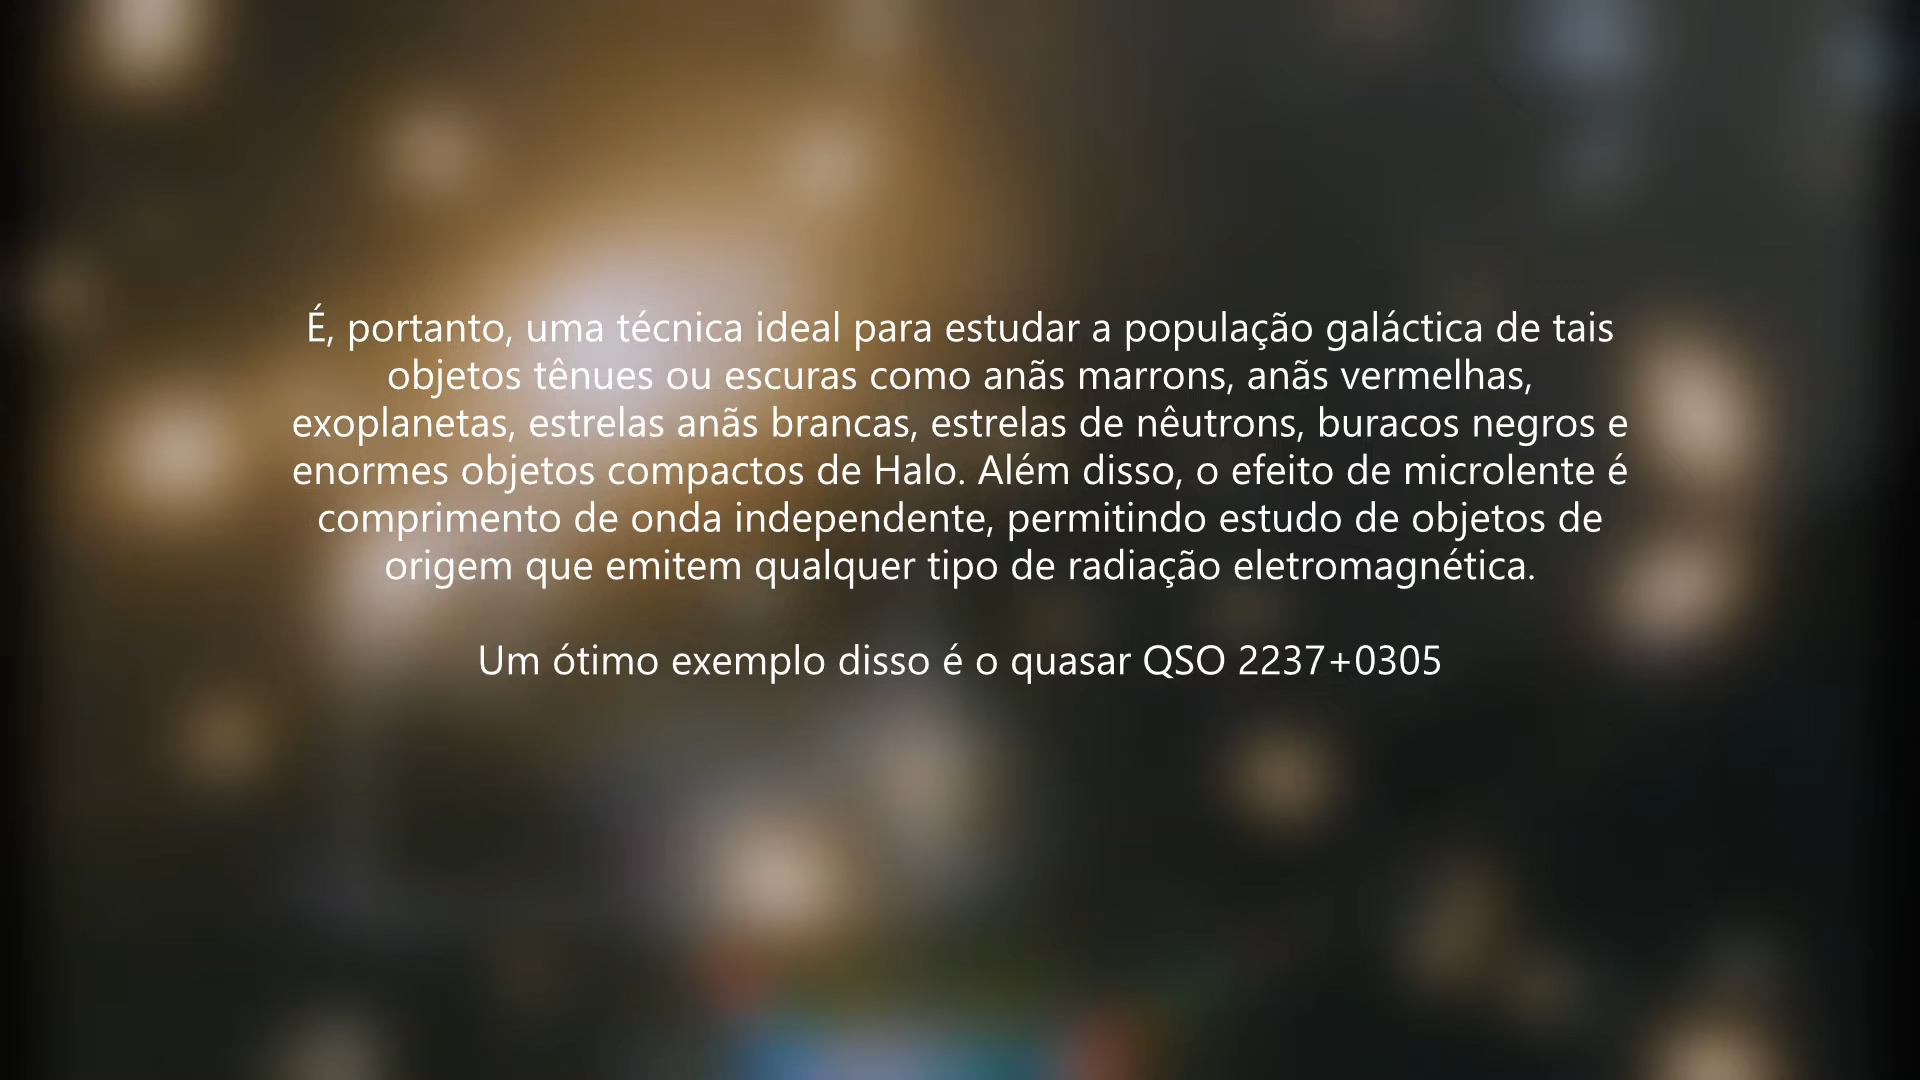 É, portanto, uma técnica ideal para estudar a população galáctica de tais
objetos tênues ou escuras como anãs marrons, anãs vermelhas,
exoplanetas, estrelas anãs brancas, estrelas de nêutrons, buracos negros e
enormes objetos compactos de Halo. Além disso, o efeito de microlente é
comprimento de onda independente, permitindo estudo de objetos de
origem que emitem qualquer tipo de radiação eletromagnética.
Um ótimo exemplo disso é o quasar QSO 2237+0305